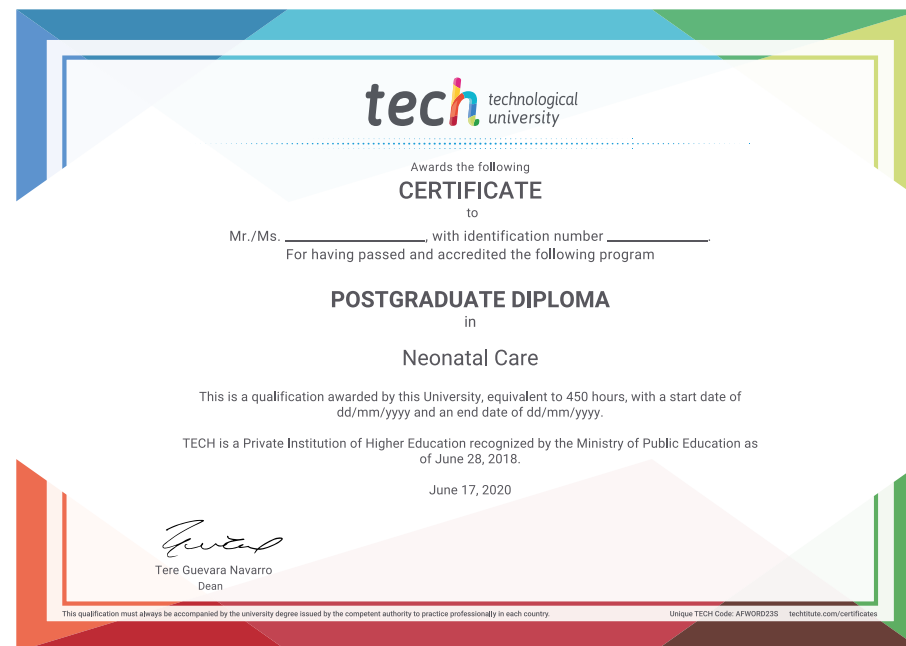 tech technological
university
Awards the following
CERTIFICATE
to
Mr./Ms. ____________________, with identification number ______________.
For having passed and accredited the following program
POSTGRADUATE DIPLOMA
in
Neonatal Care
This is a qualification awarded by this University, equivalent to 450 hours, with a start date of
dd/mm/yyyy and an end date of dd/mm/yyyy.
TECH is a Private Institution of Higher Education recognized by the Ministry of Public Education as
of June 28, 2018.
June 17, 2020
Tere Guevara Navarro
Dean
This qualification must always be accompanied by the university degree issued by the competent authority to practice professionally in each country. Unique TECH Code: AFWORD23S techtitute.com/certificates